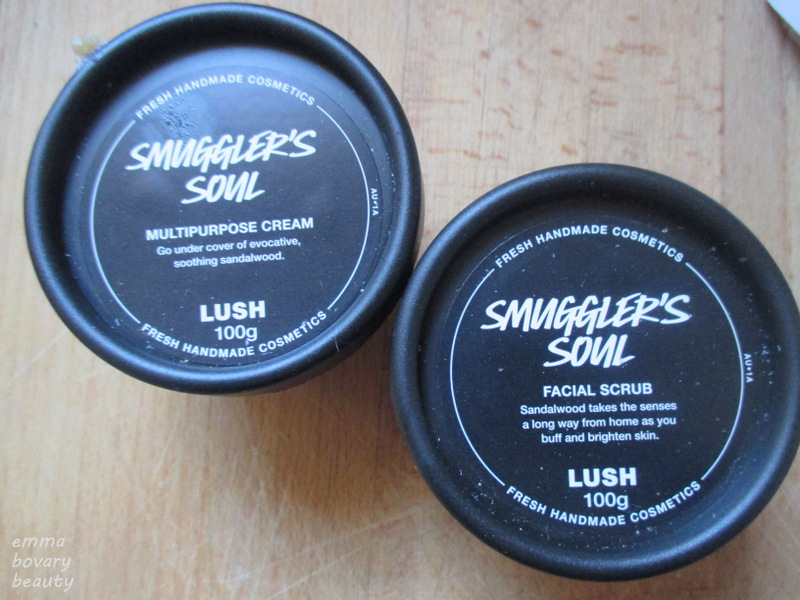 FRESH HANDMADE COSMETICS
SMUGGLER'S
SOUL
MULTIPURPOSE CREAM
Go under cover of evocative,
soothing sandalwood.
LUSH
100g
FRESH HANDMADE COSMETICS
AU•1A
FRESH HANDMADE COSMETICS
SMUGGLER'S
SOUL
FACIAL SCRUB
Sandalwood takes the senses
a long way from home as you
buff and brighten skin.
LUSH
100g
FRESH HANDMADE COSMETICS
AU•1A
emma
bovary
beauty